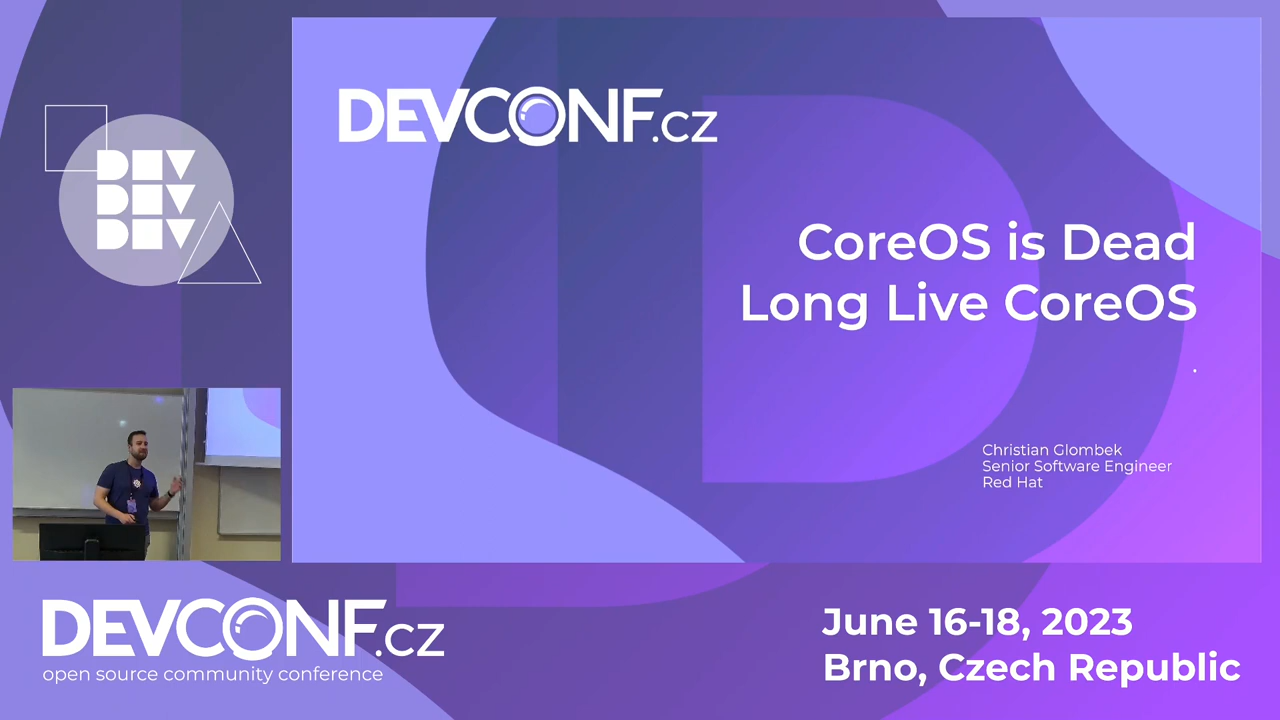 DEV
DEV
DEV
DEVCONF.cz
CoreOS is Dead
Long Live CoreOS
.
Christian Glombek
Senior Software Engineer
Red Hat
DEVCONF.cz
open source community conference
June 16-18, 2023
Brno, Czech Republic